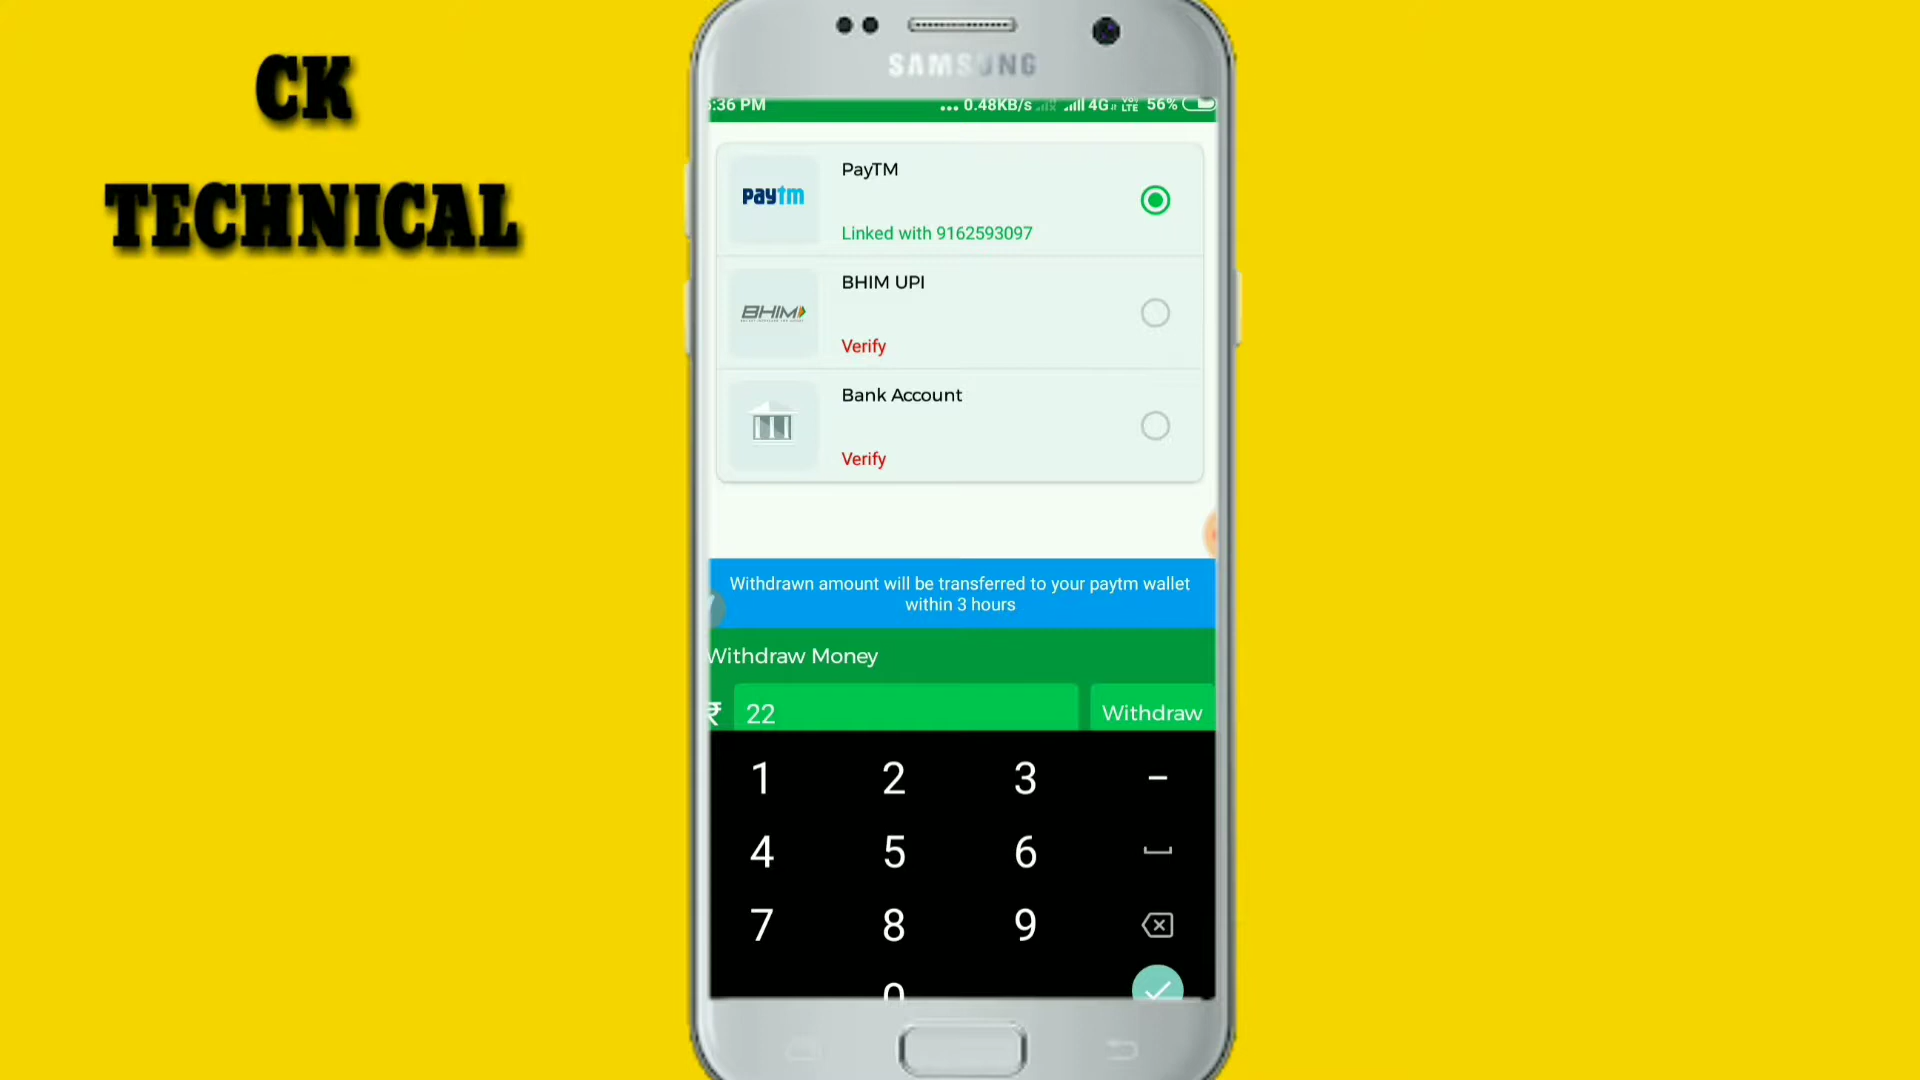 CK
TECHNICAL
SAMSUNG
:36 PM
... 0.48KB/s 4G VoLTE 56%
PayTM
paytm
Linked with 9162593097
BHIM UPI
BHIM
Verify
Bank Account
Verify
Withdrawn amount will be transferred to your paytm wallet
within 3 hours
Withdraw Money
₹ 22 Withdraw
1 2 3 -
4 5 6
7 8 9
0